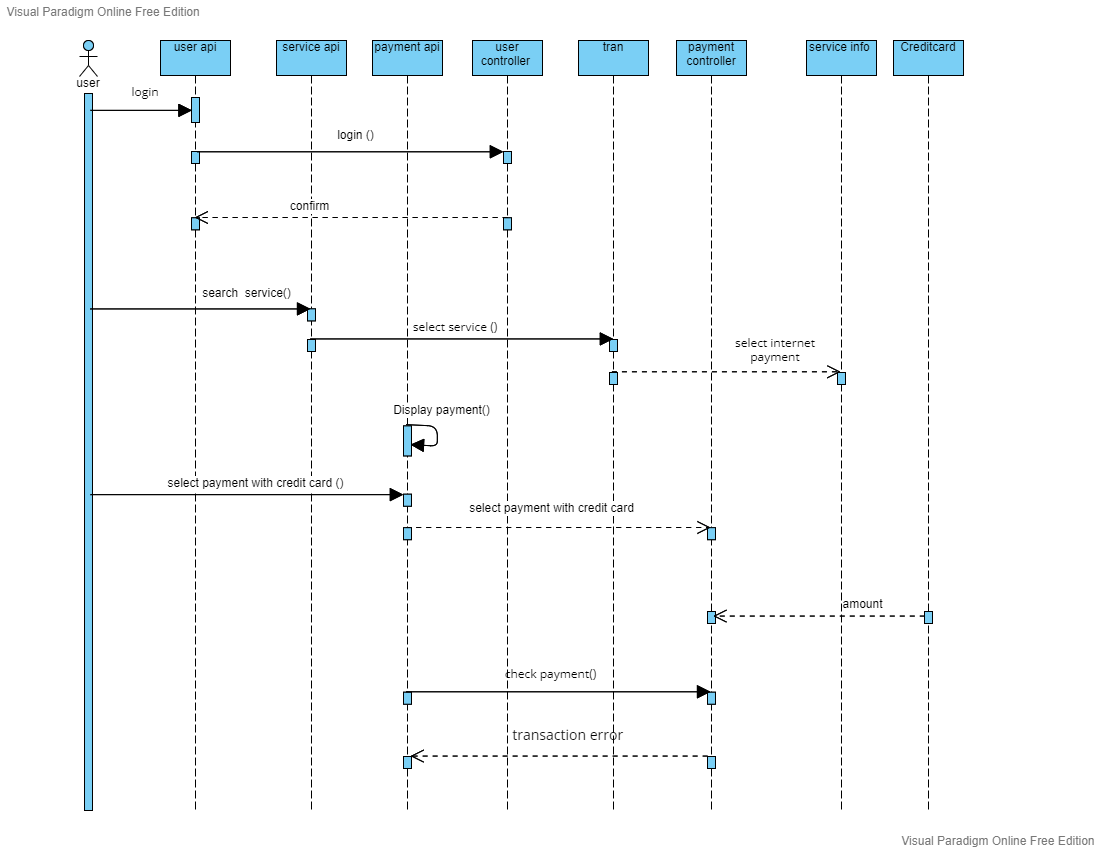 Visual Paradigm Online Free Edition
user api
service api
payment api
user
controller
tran
payment
controller
service info
Creditcard
user
login
login ()
confirm
search  service()
select service ()
select internet
payment
Display payment()
select payment with credit card ()
select payment with credit card
amount
check payment()
transaction error
Visual Paradigm Online Free Edition